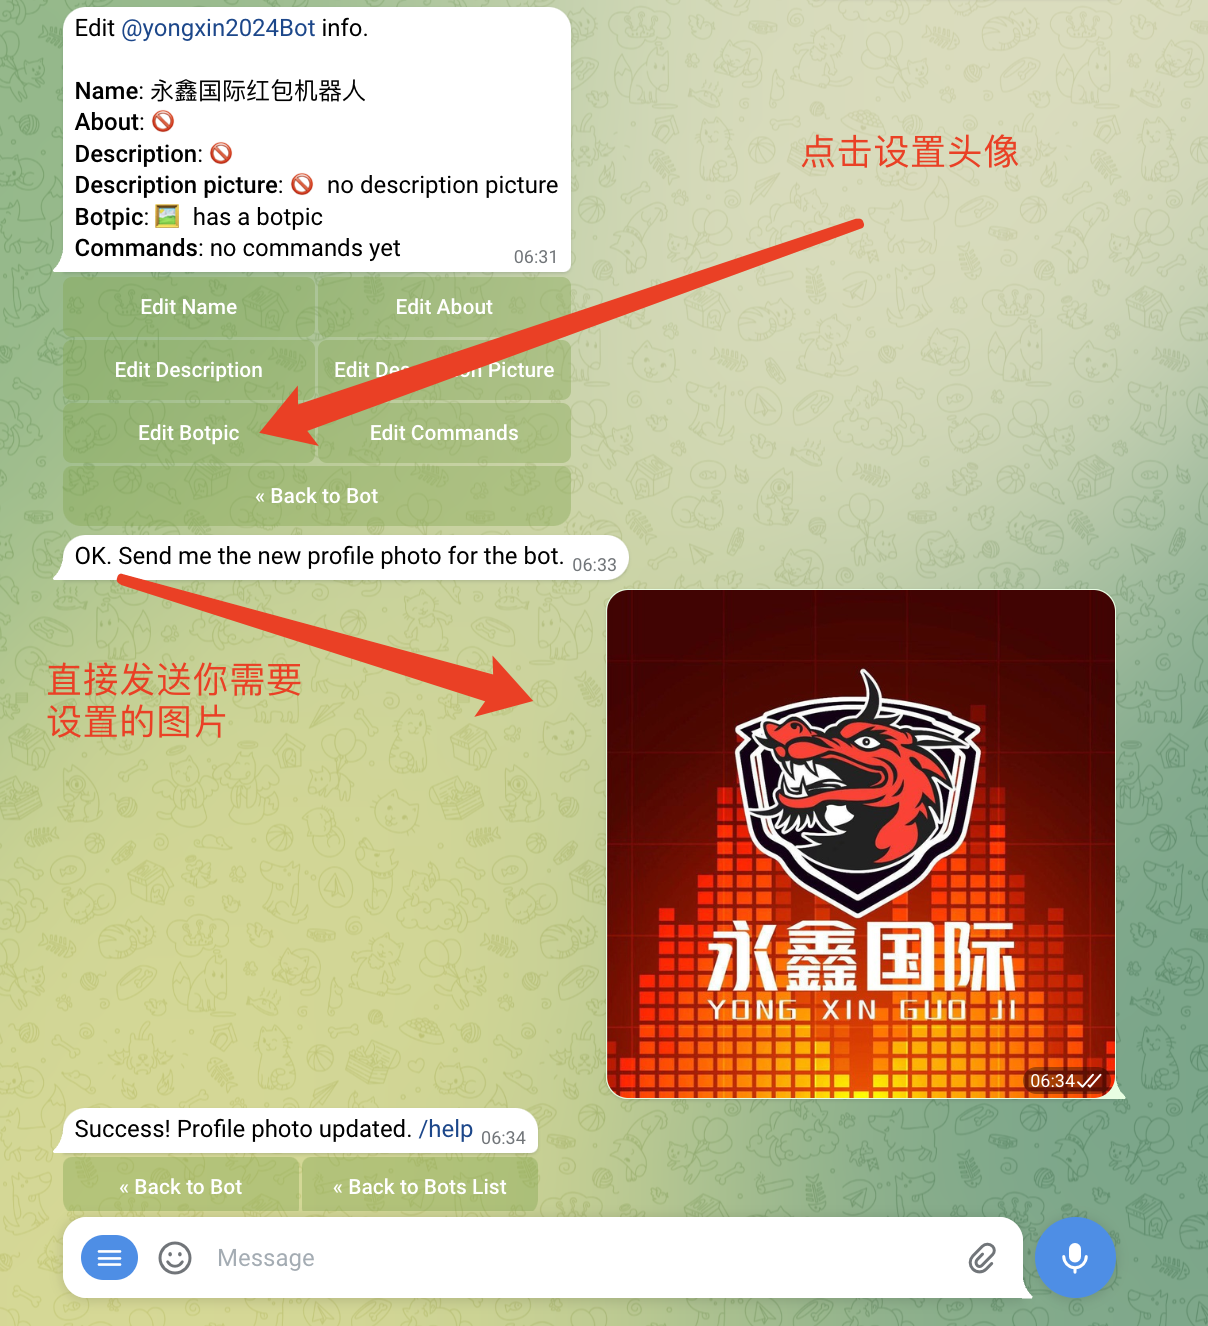 Edit @yongxin2024Bot info.
Name: 永鑫国际红包机器人
About: 🚫
Description: 🚫
Description picture: 🚫 no description picture
Botpic: 🖼️ has a botpic
Commands: no commands yet
06:31
点击设置头像
Edit Name
Edit About
Edit Description
Edit De on Picture
Edit Botpic
Edit Commands
« Back to Bot
OK. Send me the new profile photo for the bot. 06:33
直接发送你需要
设置的图片
永鑫国际
YONG XIN GUO JI
06:34
Success! Profile photo updated. /help 06:34
« Back to Bot
« Back to Bots List
Message